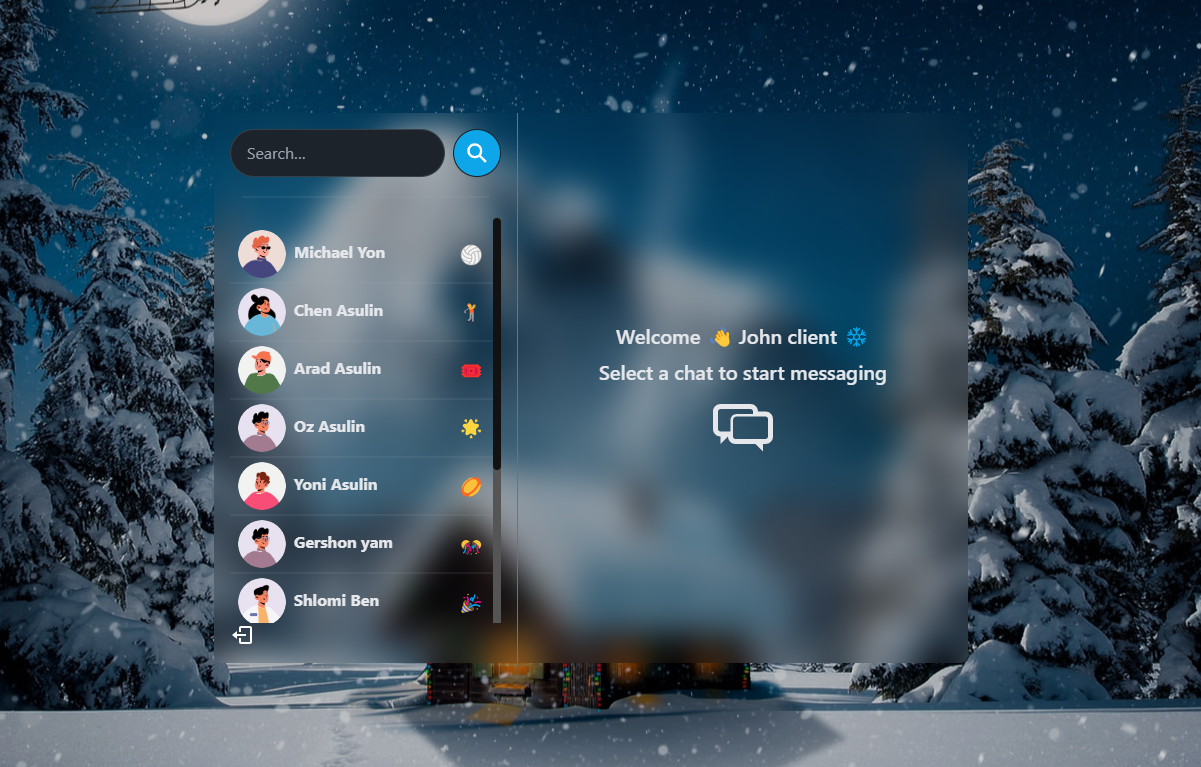 Search...
Michael Yon
Chen Asulin
Arad Asulin
Oz Asulin
Yoni Asulin
Gershon yam
Shlomi Ben
Welcome 👋 John client ❄
Select a chat to start messaging